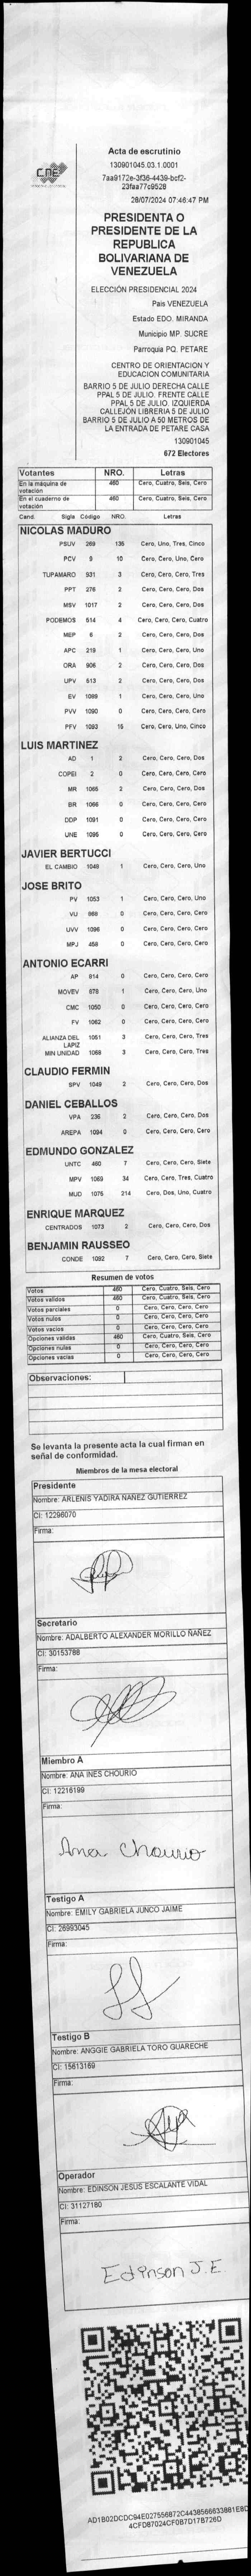 CNE
Acta de escrutinio
130901045.03.1.0001
7aa9172e-3f36-4439-bcf2-
23faa77c9528
28/07/2024 07:46:47 PM
PRESIDENTA O
PRESIDENTE DE LA
REPUBLICA
BOLIVARIANA DE
VENEZUELA
ELECCIÓN PRESIDENCIAL 2024
Pais VENEZUELA
Estado EDO. MIRANDA
Municipio MP. SUCRE
Parroquia PQ. PETARE
CENTRO DE ORIENTACION Y
EDUCACION COMUNITARIA
BARRIO 5 DE JULIO DERECHA CALLE
PPAL 5 DE JULIO. FRENTE CALLE
PPAL 5 DE JULIO. IZQUIERDA
CALLEJÓN LIBRERIA 5 DE JULIO
BARRIO 5 DE JULIO A 50 METROS DE
LA ENTRADA DE PETARE CASA
130901045
672 Electores
Votantes NRO. Letras
En la máquina de votación 460 Cero, Cuatro, Seis, Cero
En el cuaderno de votación 460 Cero, Cuatro, Seis, Cero
Cand. Sigla Código NRO. Letras
NICOLAS MADURO
PSUV 269 135 Cero, Uno, Tres, Cinco
PCV 9 10 Cero, Cero, Uno, Cero
TUPAMARO 931 3 Cero, Cero, Cero, Tres
PPT 276 2 Cero, Cero, Cero, Dos
MSV 1017 2 Cero, Cero, Cero, Dos
PODEMOS 514 4 Cero, Cero, Cero, Cuatro
MEP 6 2 Cero, Cero, Cero, Dos
APC 219 1 Cero, Cero, Cero, Uno
ORA 906 2 Cero, Cero, Cero, Dos
UPV 513 2 Cero, Cero, Cero, Dos
EV 1089 1 Cero, Cero, Cero, Uno
PVV 1090 0 Cero, Cero, Cero, Cero
PFV 1093 15 Cero, Cero, Uno, Cinco
LUIS MARTINEZ
AD 1 2 Cero, Cero, Cero, Dos
COPEI 2 0 Cero, Cero, Cero, Cero
MR 1065 2 Cero, Cero, Cero, Dos
BR 1066 0 Cero, Cero, Cero, Cero
DDP 1091 0 Cero, Cero, Cero, Cero
UNE 1095 0 Cero, Cero, Cero, Cero
JAVIER BERTUCCI
EL CAMBIO 1048 1 Cero, Cero, Cero, Uno
JOSE BRITO
PV 1053 1 Cero, Cero, Cero, Uno
VU 888 0 Cero, Cero, Cero, Cero
UVV 1096 0 Cero, Cero, Cero, Cero
MPJ 458 0 Cero, Cero, Cero, Cero
ANTONIO ECARRI
AP 814 0 Cero, Cero, Cero, Cero
MOVEV 878 1 Cero, Cero, Cero, Uno
CMC 1050 0 Cero, Cero, Cero, Cero
FV 1062 0 Cero, Cero, Cero, Cero
ALIANZA DEL LAPIZ 1051 3 Cero, Cero, Cero, Tres
MIN UNIDAD 1068 3 Cero, Cero, Cero, Tres
CLAUDIO FERMIN
SPV 1049 2 Cero, Cero, Cero, Dos
DANIEL CEBALLOS
VPA 236 2 Cero, Cero, Cero, Dos
AREPA 1094 0 Cero, Cero, Cero, Cero
EDMUNDO GONZALEZ
UNTC 460 7 Cero, Cero, Cero, Siete
MPV 1069 34 Cero, Cero, Tres, Cuatro
MUD 1075 214 Cero, Dos, Uno, Cuatro
ENRIQUE MARQUEZ
CENTRADOS 1073 2 Cero, Cero, Cero, Dos
BENJAMIN RAUSSEO
CONDE 1092 7 Cero, Cero, Cero, Siete
Resumen de votos
Votos 460 Cero, Cuatro, Seis, Cero
Votos validos 460 Cero, Cuatro, Seis, Cero
Votos parciales 0 Cero, Cero, Cero, Cero
Votos nulos 0 Cero, Cero, Cero, Cero
Votos vacios 0 Cero, Cero, Cero, Cero
Opciones validas 460 Cero, Cuatro, Seis, Cero
Opciones nulas 0 Cero, Cero, Cero, Cero
Opciones vacias 0 Cero, Cero, Cero, Cero
Observaciones:
Se levanta la presente acta la cual firman en
señal de conformidad.
Miembros de la mesa electoral
Presidente
Nombre: ARLENIS YADIRA NAÑEZ GUTIERREZ
CI: 12296070
Firma:
Secretario
Nombre: ADALBERTO ALEXANDER MORILLO ÑAÑEZ
CI: 30153788
Firma:
Miembro A
Nombre: ANA INES CHOURIO
CI: 12216199
Firma:
Ana Chourio
Testigo A
Nombre: EMILY GABRIELA JUNCO JAIME
CI: 26993045
Firma:
Testigo B
Nombre: ANGGIE GABRIELA TORO GUARECHE
CI: 15613169
Firma:
Operador
Nombre: EDINSON JESUS ESCALANTE VIDAL
CI: 31127180
Firma:
Edinson J.E.
AD1B02DCDC94E027556872C4438566633881E8D
4CFD87024CF0B7D17B726D